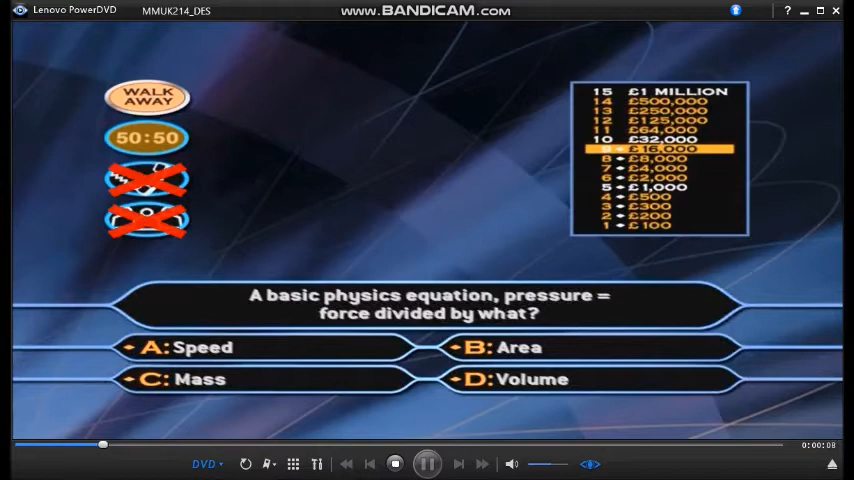 Lenovo PowerDVD
MMUK214_DES
www.BANDICAM.com
WALK AWAY
50:50
15 £1 MILLION
14 £500,000
13 £250,000
12 £125,000
11 £64,000
10 £32,000
9 £16,000
8 £8,000
7 £4,000
6 £2,000
5 £1,000
4 £500
3 £300
2 £200
1 £100
A basic physics equation, pressure =
force divided by what?
A: Speed
B: Area
C: Mass
D: Volume
0:00:08
DVD